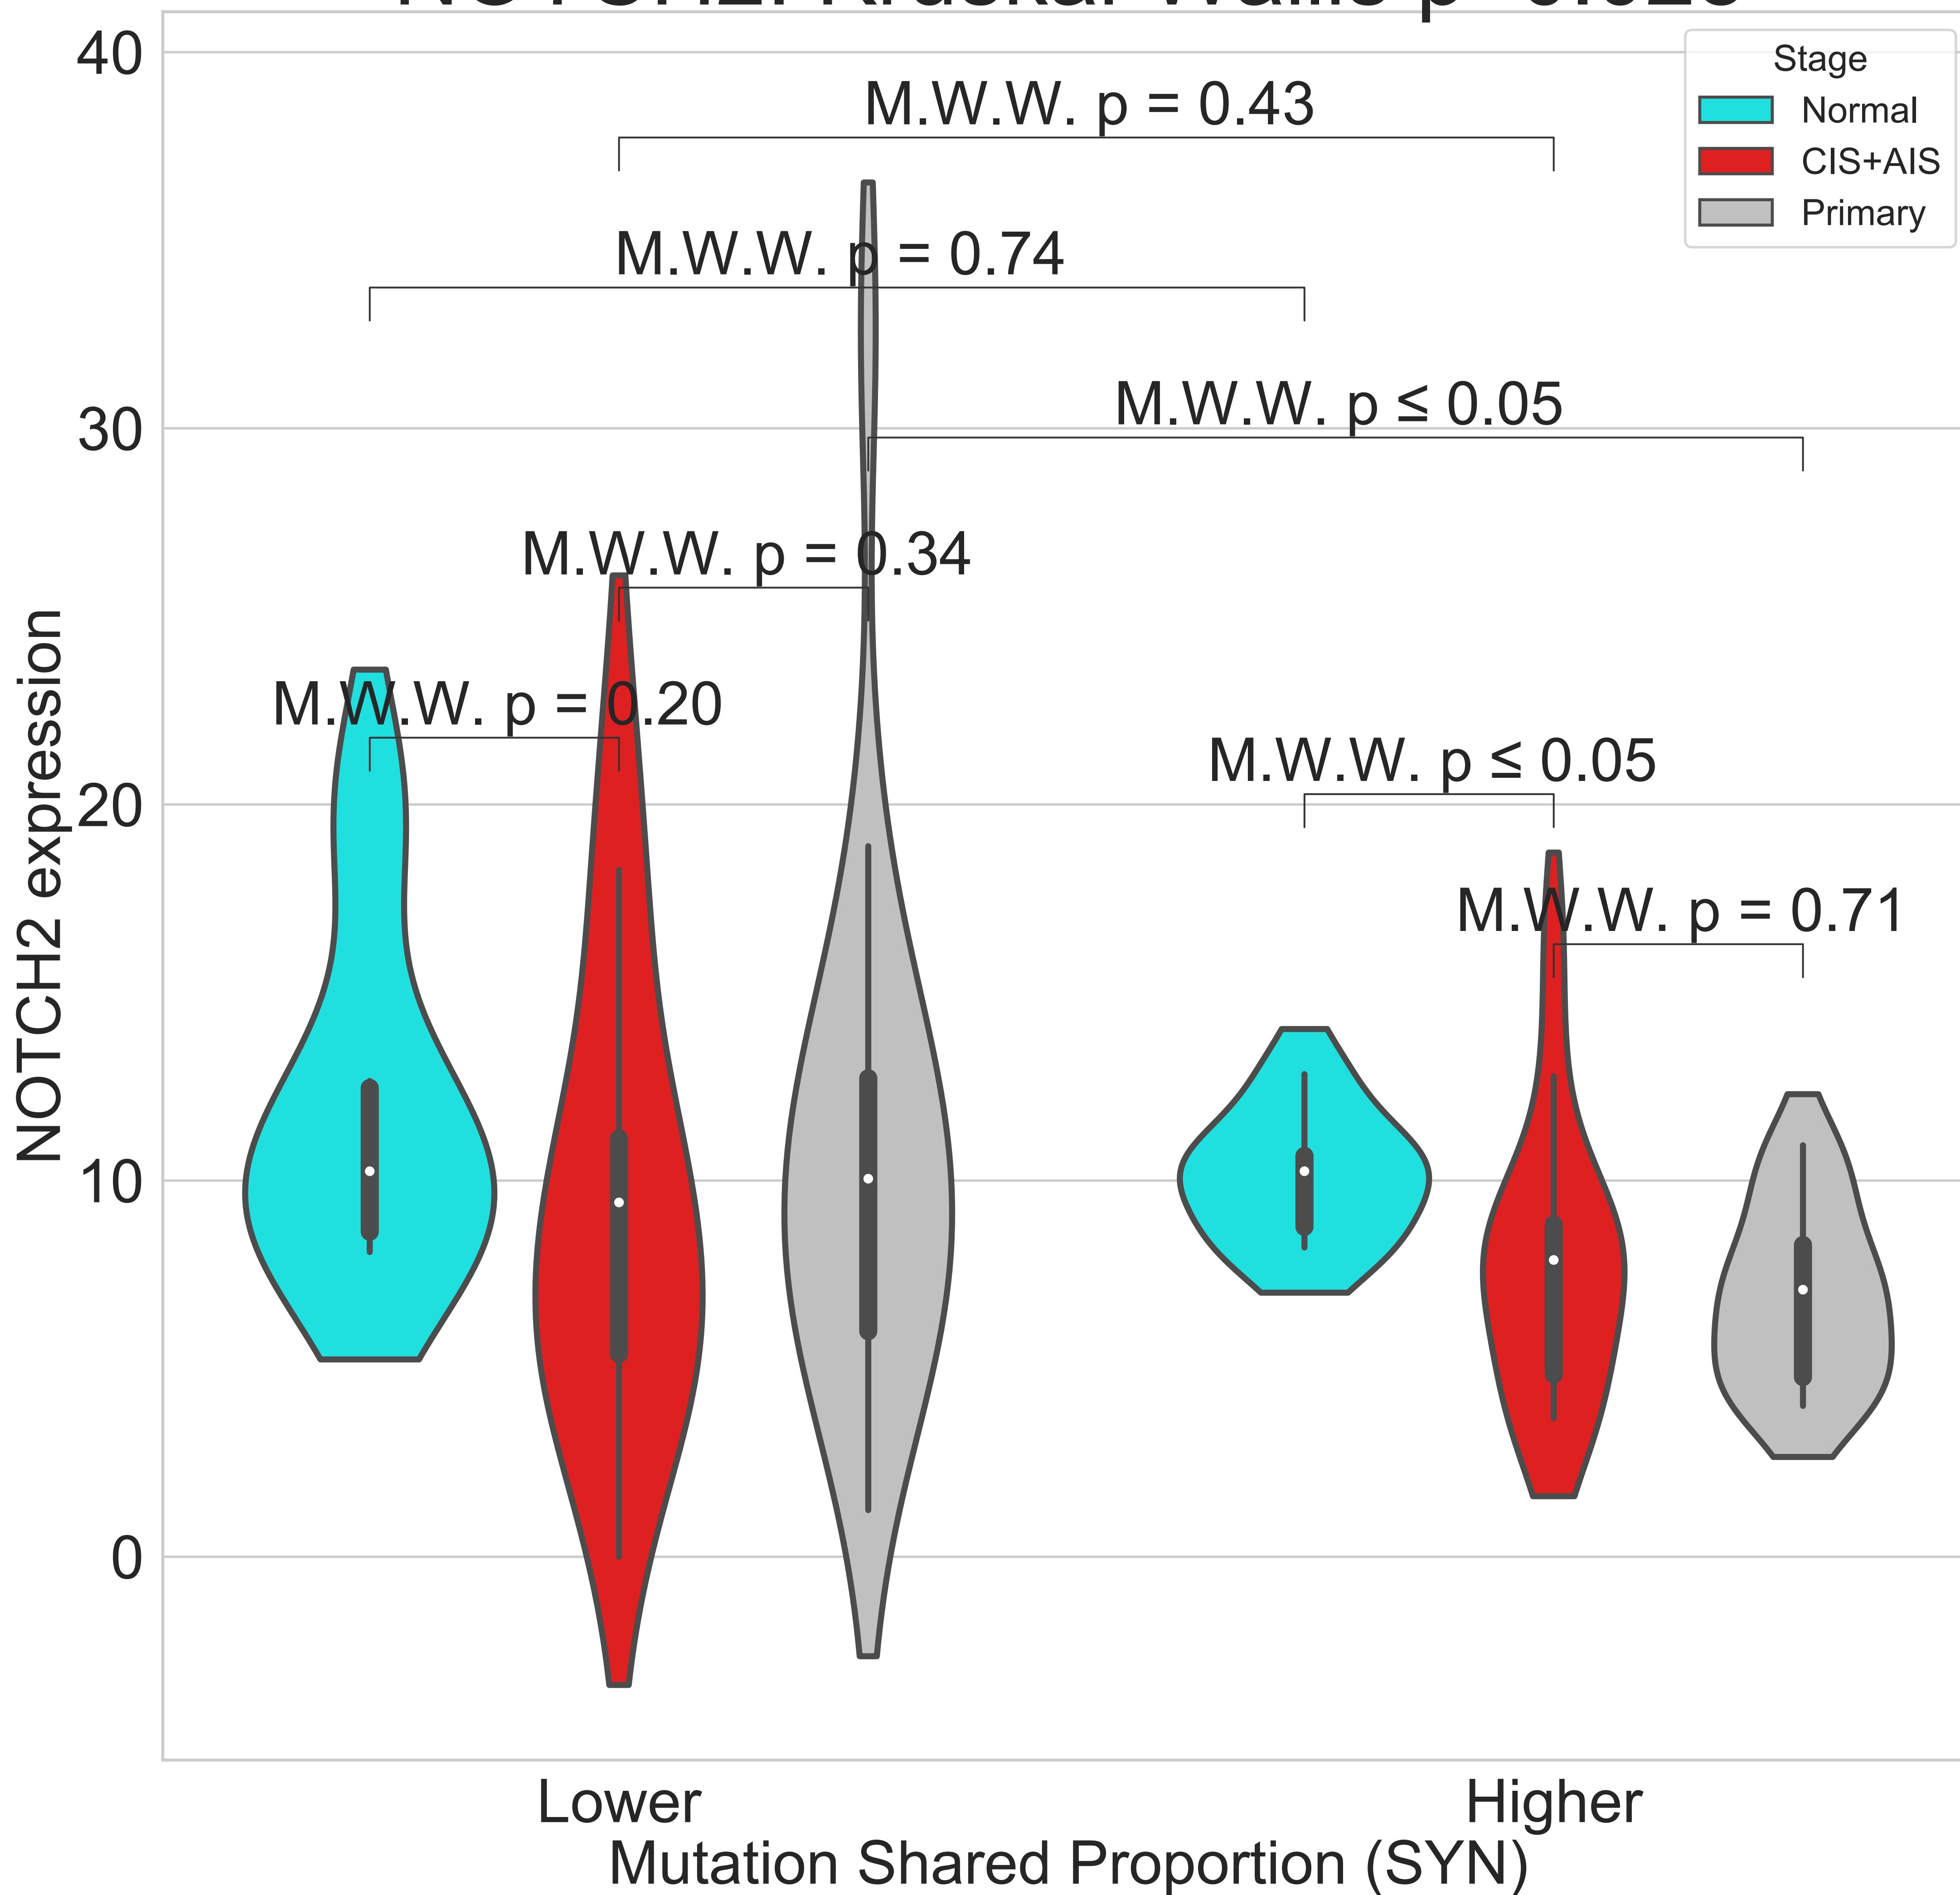 40
Stage
Normal
CIS+AIS
Primary
M.W.W. p = 0.43
M.W.W. p = 0.74
M.W.W. p ≤ 0.05
30
M.W.W. p = 0.34
M.W.W. p = 0.20
M.W.W. p ≤ 0.05
20
M.W.W. p = 0.71
NOTCH2 expression
10
0
Lower
Higher
Mutation Shared Proportion (SYN)